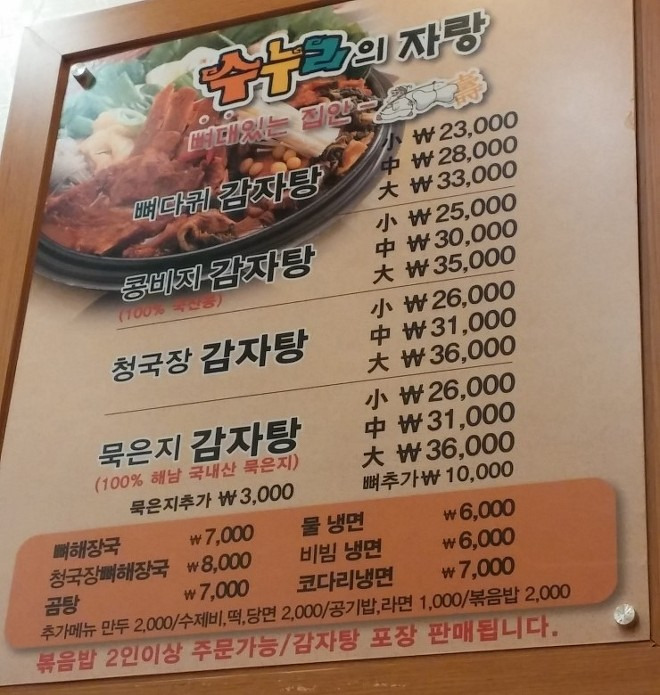 수누리의 자랑
뼈대있는 집안 - 壽
뼈다귀 감자탕
小 ₩ 23,000
中 ₩ 28,000
大 ₩ 33,000
콩비지 감자탕
(100% 국산콩)
小 ₩ 25,000
中 ₩ 30,000
大 ₩ 35,000
청국장 감자탕
小 ₩ 26,000
中 ₩ 31,000
大 ₩ 36,000
묵은지 감자탕
(100% 해남 국내산 묵은지)
小 ₩ 26,000
中 ₩ 31,000
大 ₩ 36,000
묵은지추가 ₩ 3,000
뼈추가 ₩ 10,000
뼈해장국 ₩ 7,000
청국장뼈해장국 ₩ 8,000
곰탕 ₩ 7,000
물 냉면 ₩ 6,000
비빔 냉면 ₩ 6,000
코다리냉면 ₩ 7,000
추가메뉴 만두 2,000/수제비,떡,당면 2,000/공기밥,라면 1,000/볶음밥 2,000
볶음밥 2인이상 주문가능/감자탕 포장 판매됩니다.